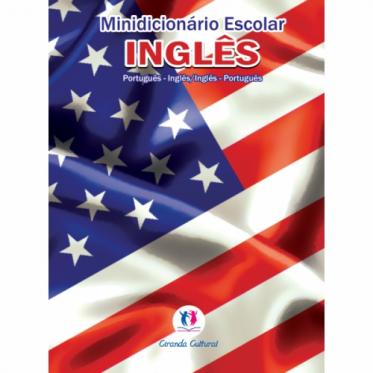 Minidicionário Escolar
INGLÊS
Português - Inglês/Inglês - Português
Ciranda Cultural